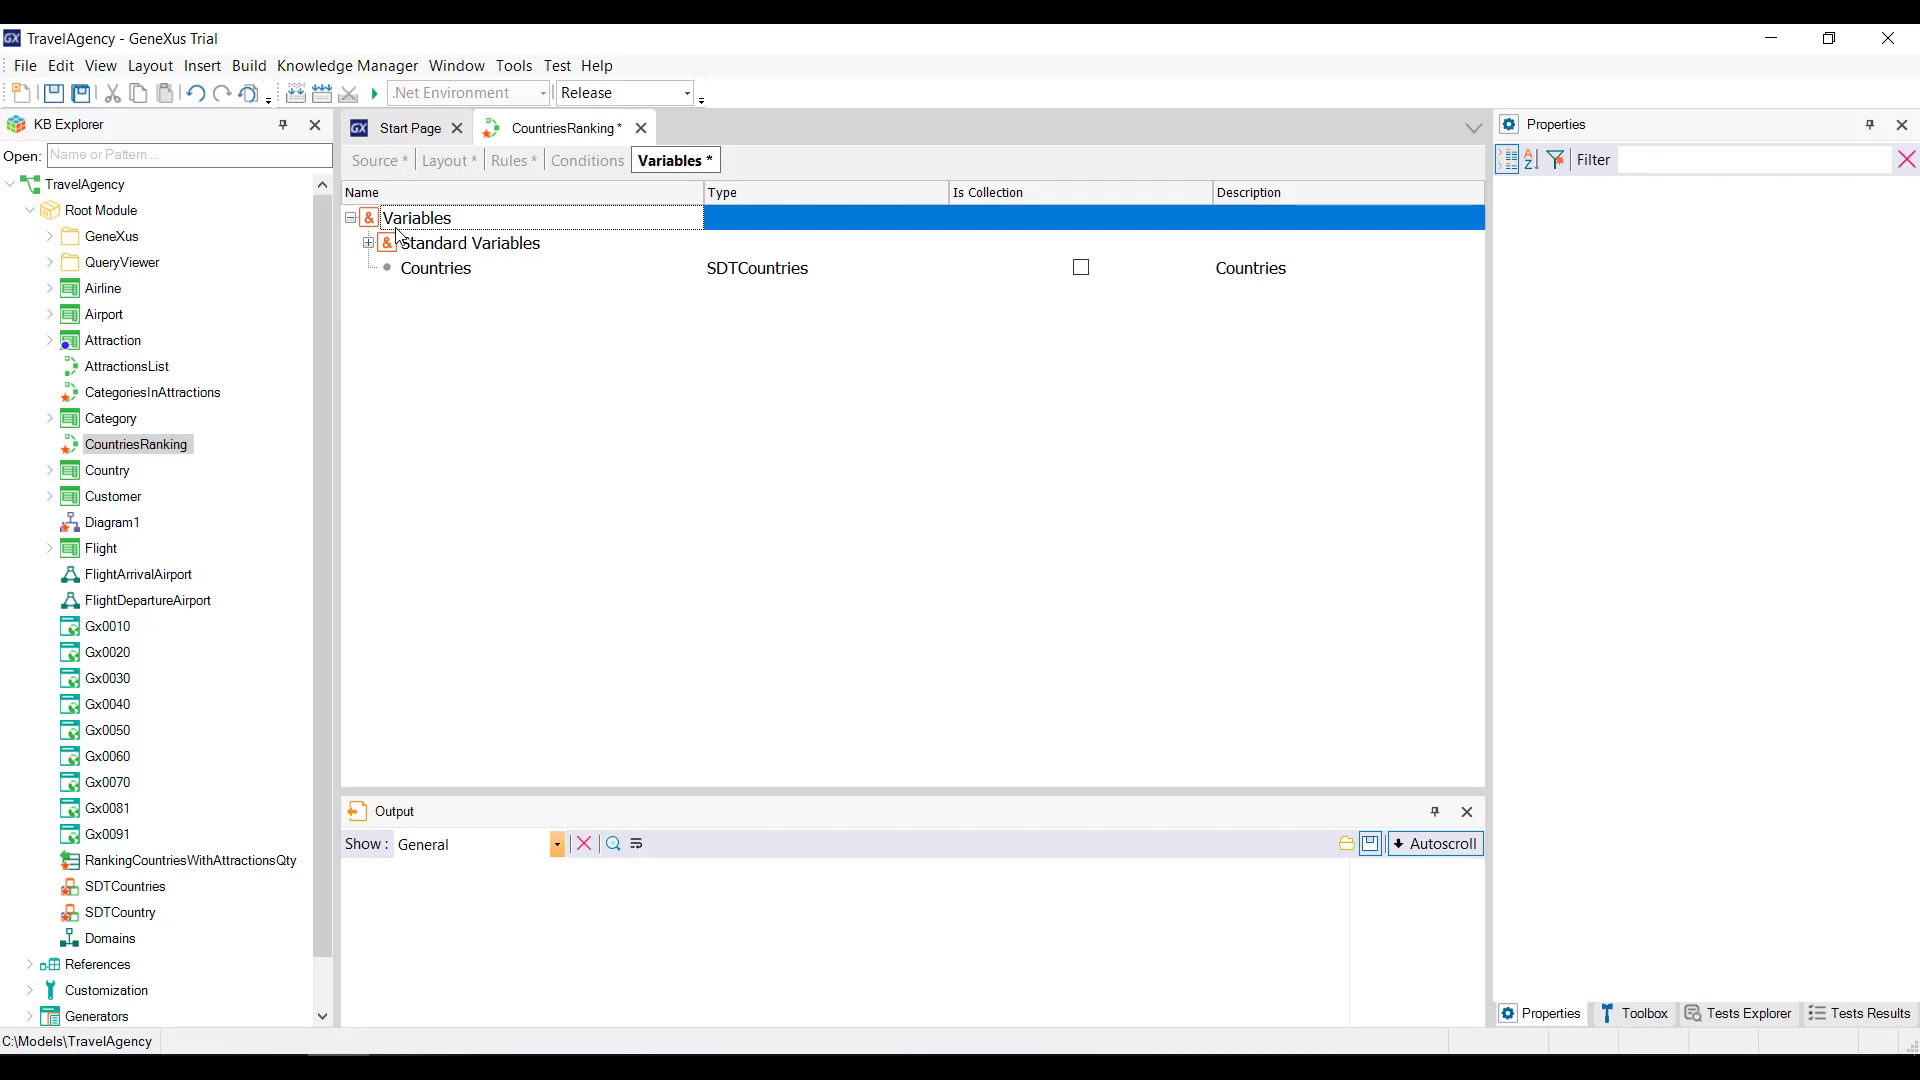 TravelAgency - GeneXus Trial
File Edit View Layout Insert Build Knowledge Manager Window Tools Test Help
.Net Environment Release
KB Explorer
Open: Name or Pattern ...
TravelAgency
Root Module
GeneXus
QueryViewer
Airline
Airport
Attraction
AttractionsList
CategoriesInAttractions
Category
CountriesRanking
Country
Customer
Diagram1
Flight
FlightArrivalAirport
FlightDepartureAirport
Gx0010
Gx0020
Gx0030
Gx0040
Gx0050
Gx0060
Gx0070
Gx0081
Gx0091
RankingCountriesWithAttractionsQty
SDTCountries
SDTCountry
Domains
References
Customization
Generators
Start Page CountriesRanking *
Source * Layout * Rules * Conditions Variables *
Name Type Is Collection Description
& Variables
& Standard Variables
Countries SDTCountries Countries
Output
Show : General Autoscroll
Properties
Filter
Properties Toolbox Tests Explorer Tests Results
C:\Models\TravelAgency